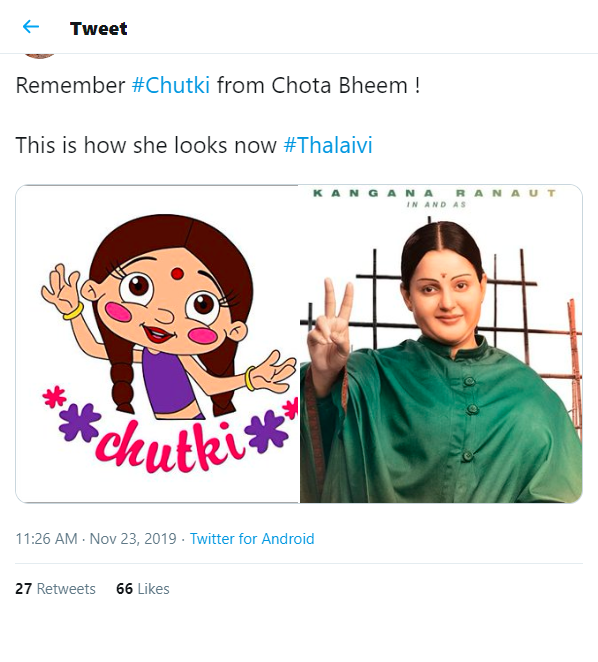 Tweet
Remember #Chutki from Chota Bheem !
This is how she looks now #Thalaivi
KANGANA RANAUT
IN AND AS
chutki
11:26 AM · Nov 23, 2019 · Twitter for Android
27 Retweets 66 Likes